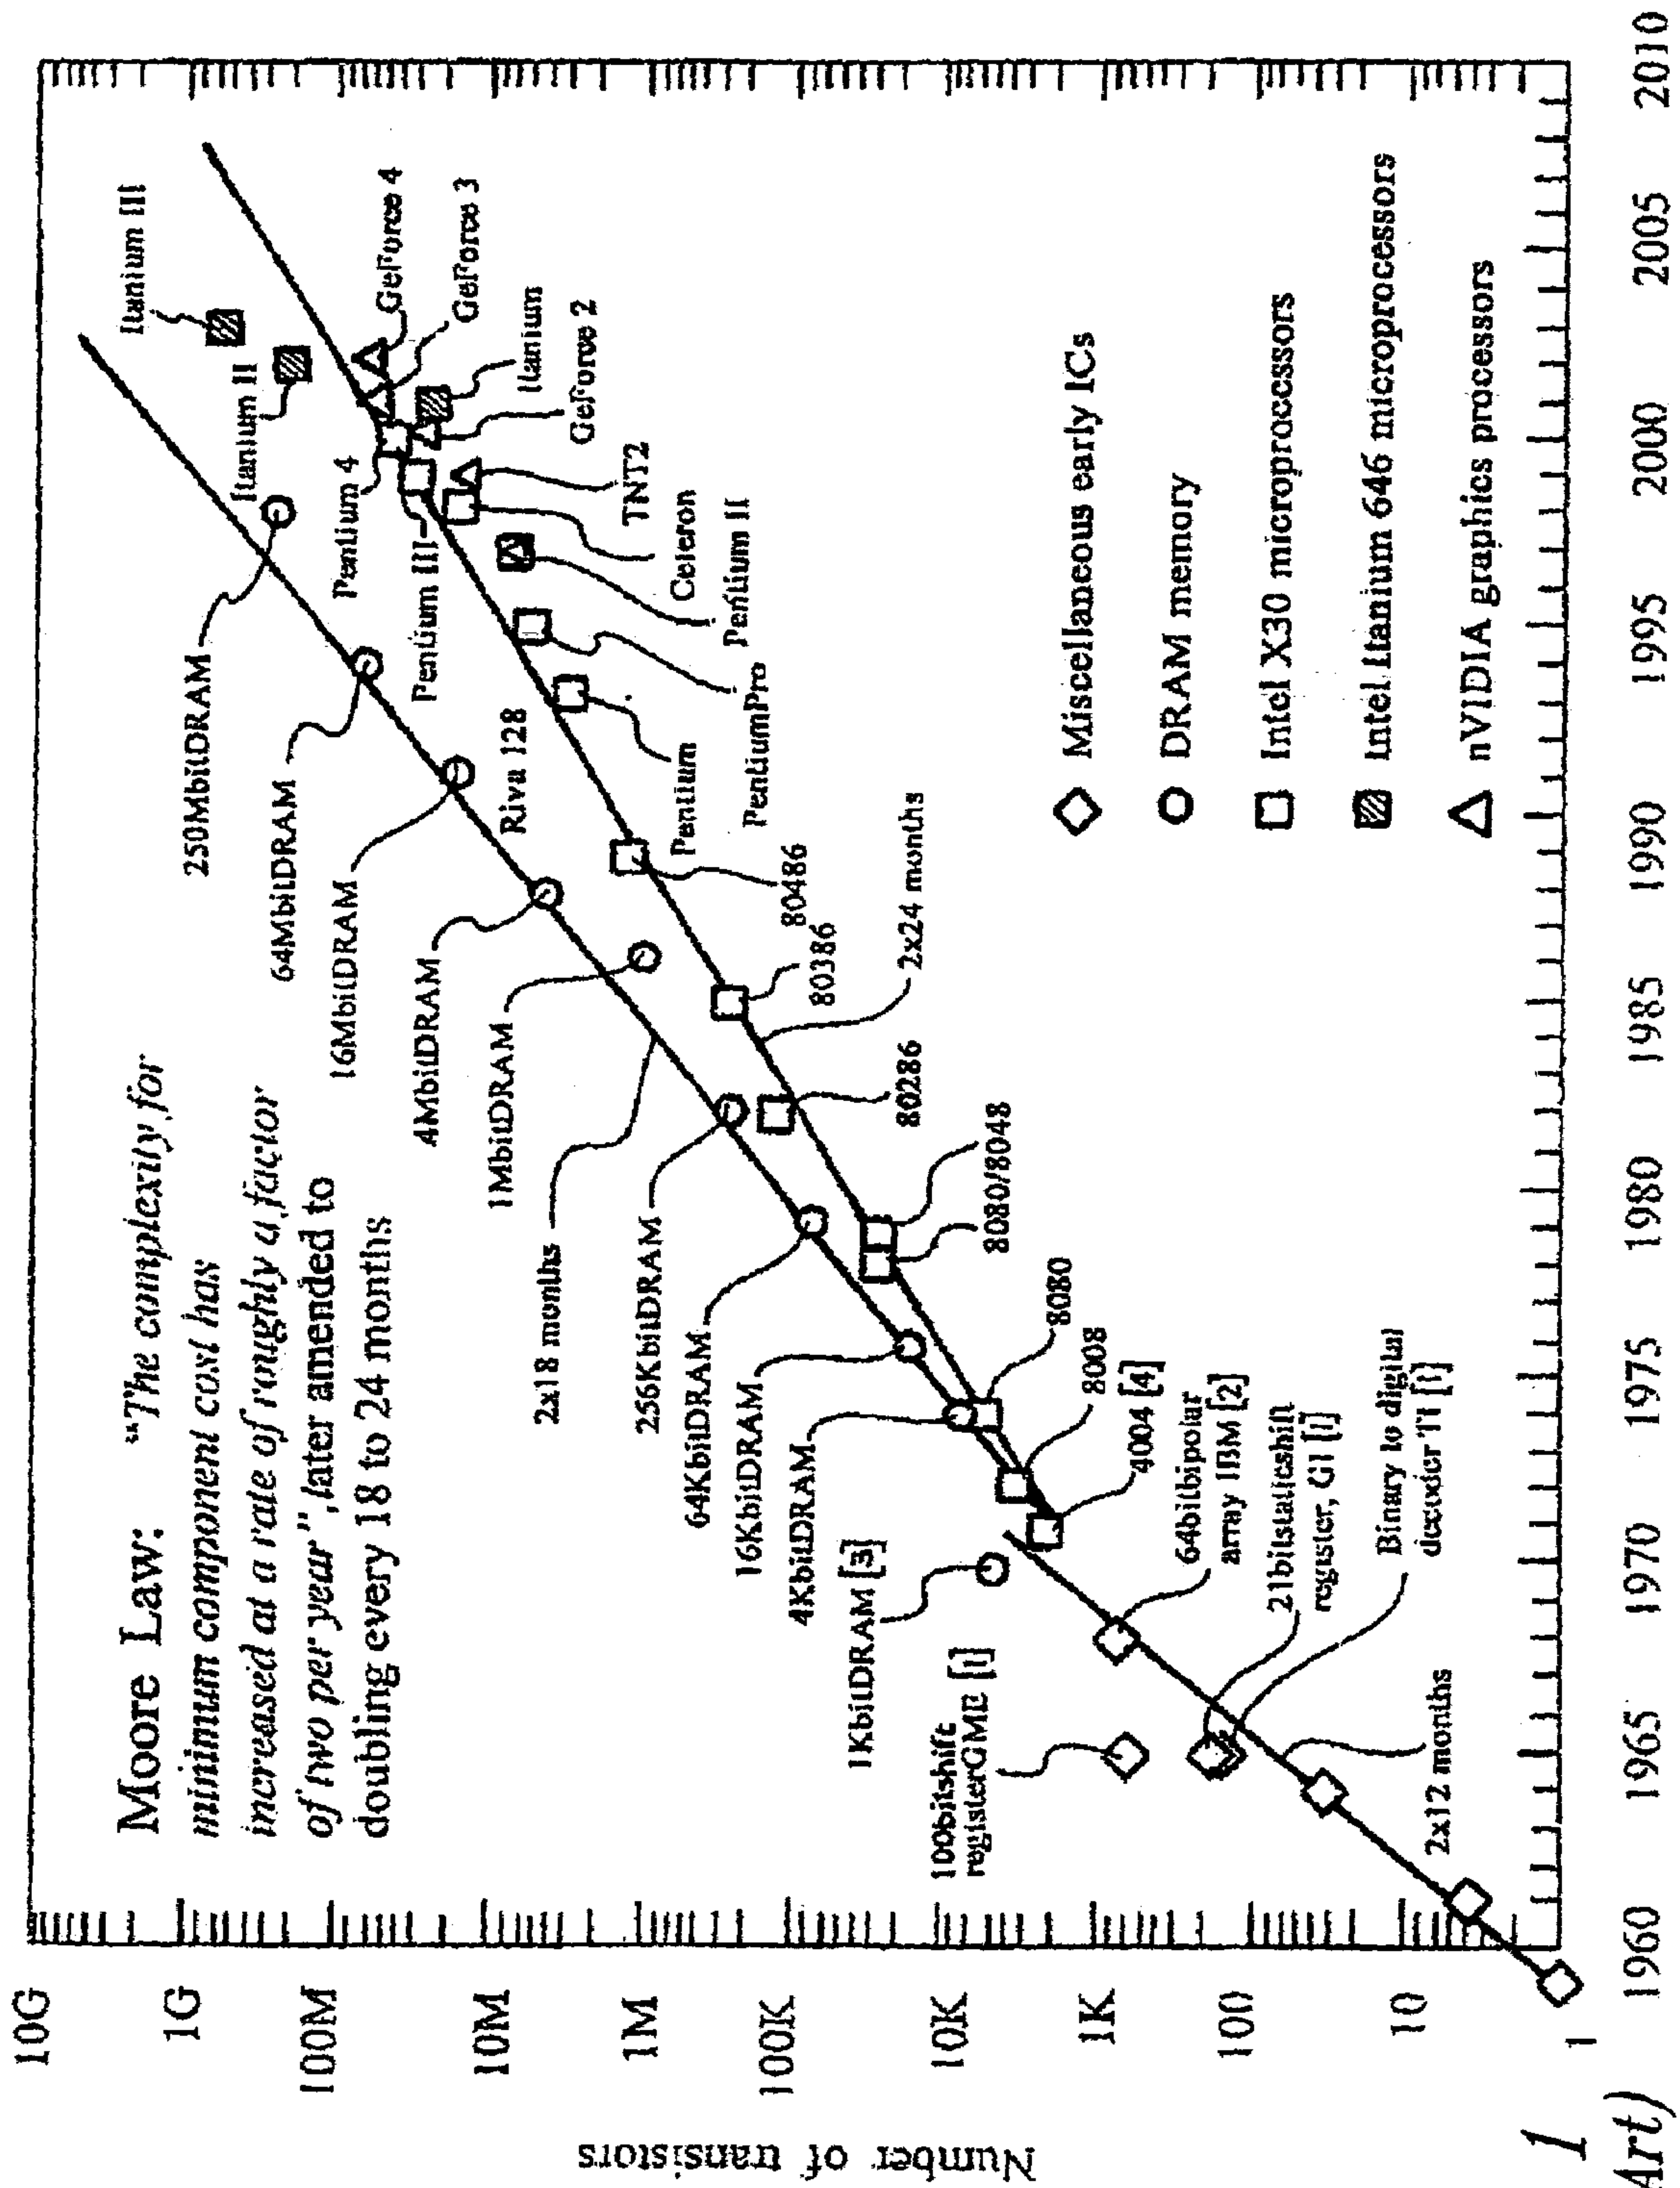 10G
1G
100M
10M
1M
100K
10K
1K
100
10
1
Number of transistors
Moore Law: "The complexity for
minimum component cost has
increased at a rate of roughly a factor
of two per year", later amended to
doubling every 18 to 24 months
250MbitDRAM
64MbitDRAM
16MbitDRAM
4MbitDRAM
1MbitDRAM
2x18 months
256KbitDRAM
64KbitDRAM
16KbitDRAM
4KbitDRAM
1KbitDRAM [3]
100bitshift
registerGME [1]
Itanium III
Itanium II
Pentium 4
Pentium III
Riva 128
GeForce 4
GeForce 3
Itanium
GeForce 2
TNT2
Celeron
Pentium II
PentiumPro
Pentium
80486
80386
2x24 months
80286
8080/8048
8080
8008
4004 [4]
64bitbipolar
array IBM [2]
21bitstaticshift
register, GI [1]
Binary to digital
decoder TI [1]
2x12 months
Miscellaneous early ICs
DRAM memory
Intel X30 microprocessors
Intel Itanium 646 microprocessors
nVIDIA graphics processors
1960 1965 1970 1975 1980 1985 1990 1995 2000 2005 2010
1
Art)